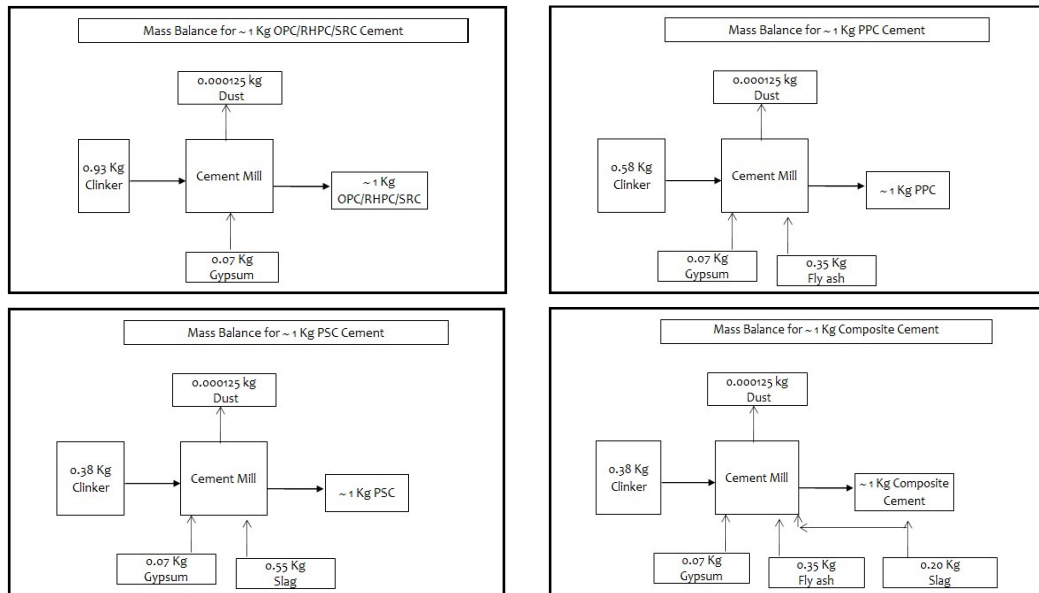 Mass Balance for ~ 1 Kg OPC/RHPC/SRC Cement
0.000125 kg
Dust
0.93 Kg
Clinker
Cement Mill
~ 1 Kg
OPC/RHPC/SRC
0.07 Kg
Gypsum
Mass Balance for ~ 1 Kg PPC Cement
0.000125 kg
Dust
0.58 Kg
Clinker
Cement Mill
~ 1 Kg PPC
0.07 Kg
Gypsum
0.35 Kg
Fly ash
Mass Balance for ~ 1 Kg PSC Cement
0.000125 kg
Dust
0.38 Kg
Clinker
Cement Mill
~ 1 Kg PSC
0.07 Kg
Gypsum
0.55 Kg
Slag
Mass Balance for ~ 1 Kg Composite Cement
0.000125 kg
Dust
0.38 Kg
Clinker
Cement Mill
~ 1 Kg Composite
Cement
0.07 Kg
Gypsum
0.35 Kg
Fly ash
0.20 Kg
Slag